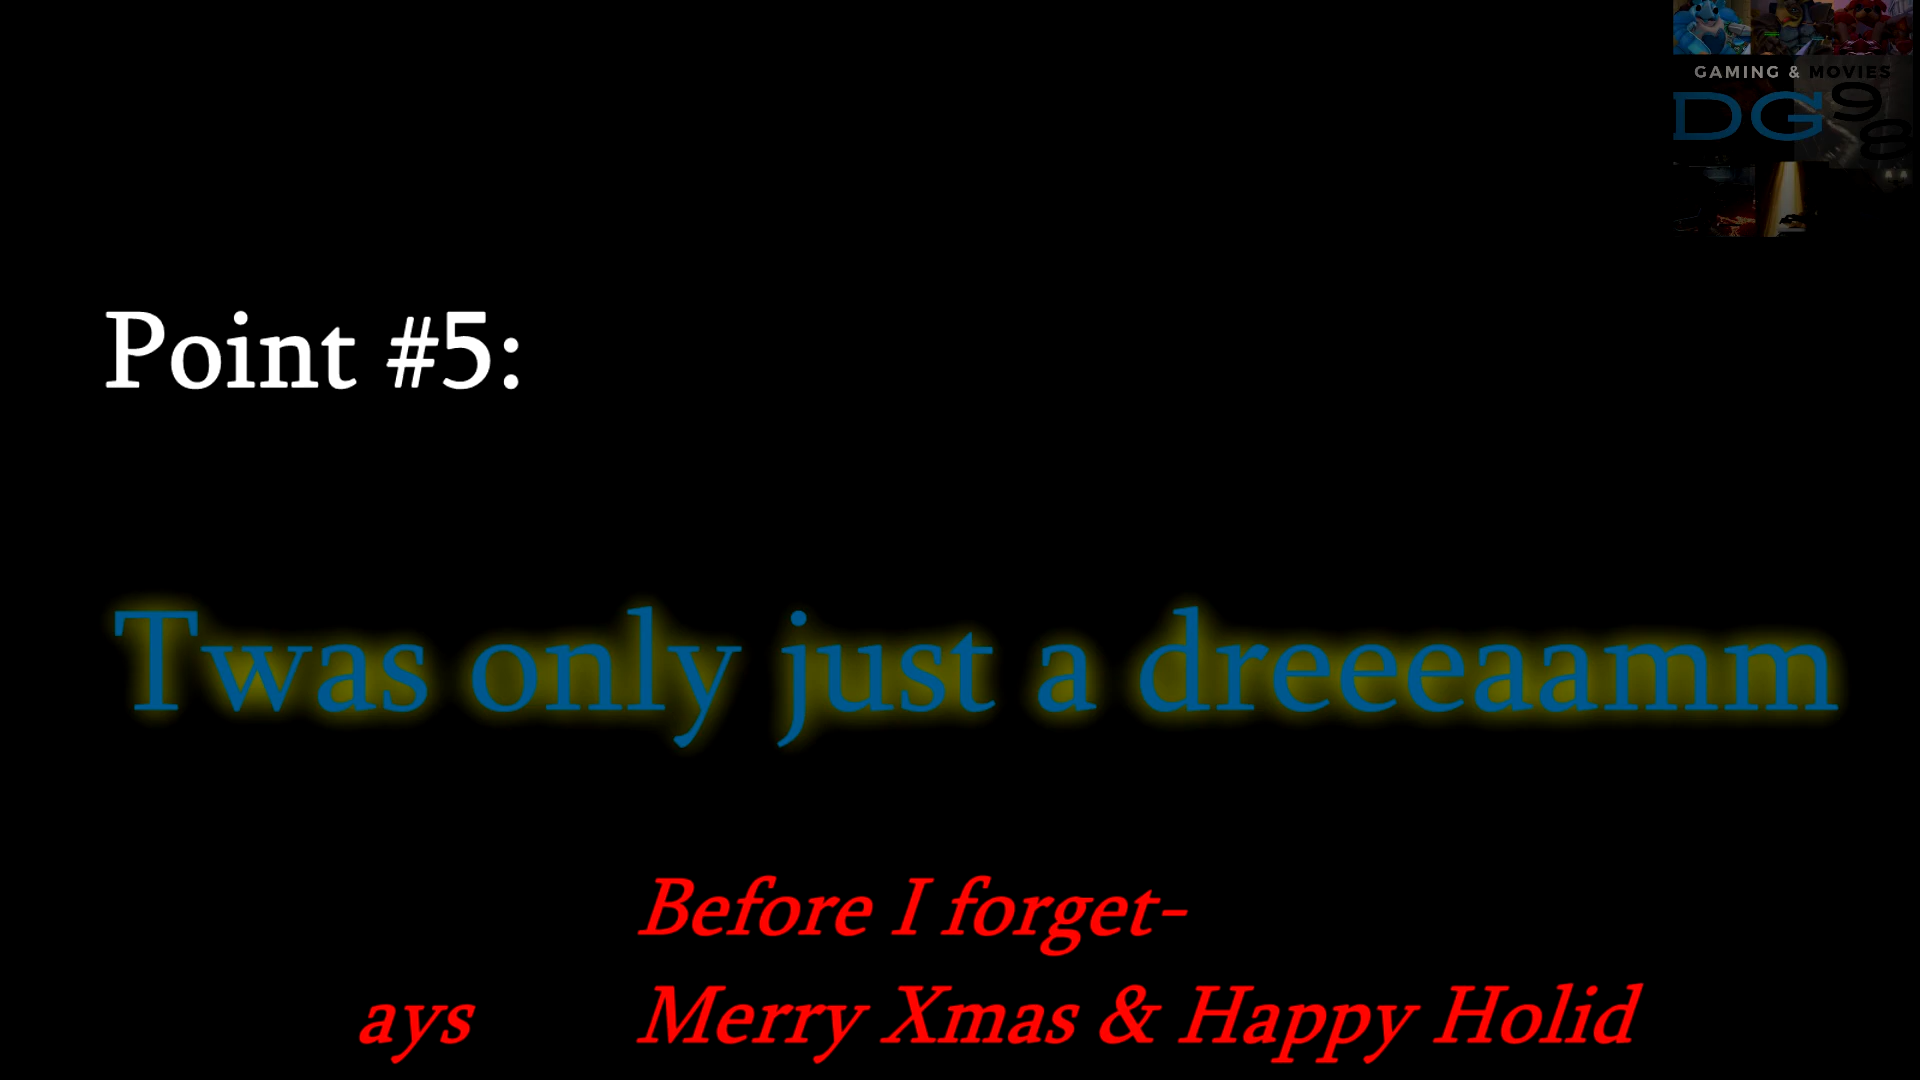 GAMING & MOVIES
DG98
Point #5:
Twas only just a dreeeaamm
Before I forget-
ays Merry Xmas & Happy Holid